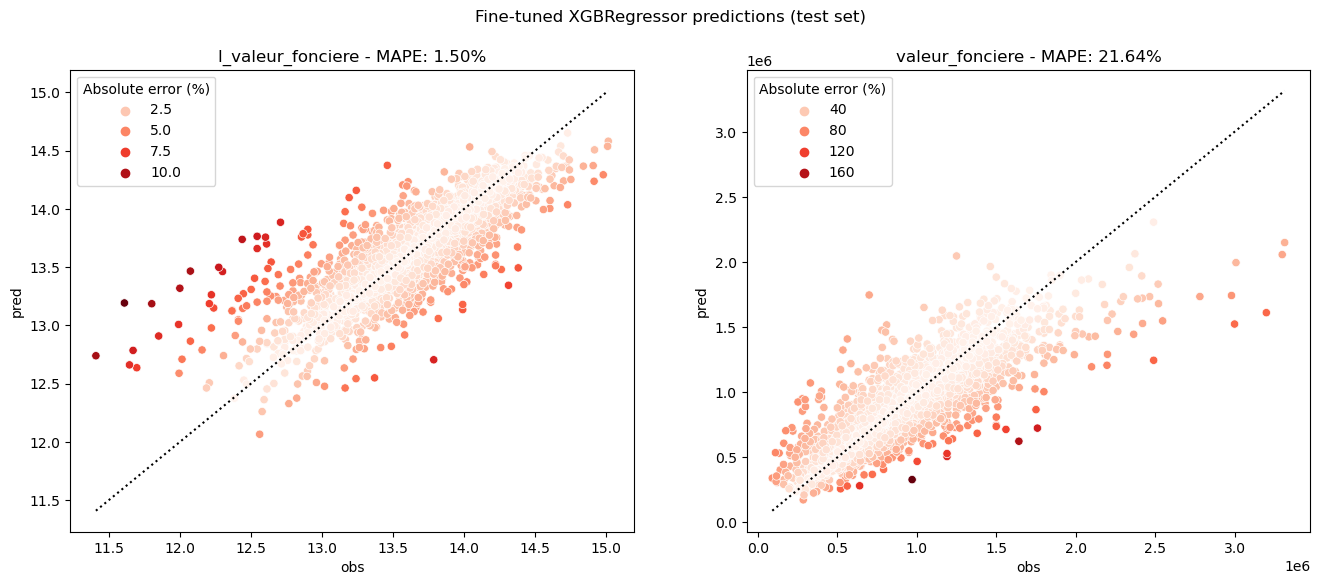 Fine-tuned XGBRegressor predictions (test set)
l_valeur_fonciere - MAPE: 1.50%
Absolute error (%)
2.5
5.0
7.5
10.0
15.0
14.5
14.0
13.5
13.0
12.5
12.0
11.5
pred
11.5 12.0 12.5 13.0 13.5 14.0 14.5 15.0
obs
valeur_fonciere - MAPE: 21.64%
1e6
Absolute error (%)
40
80
120
160
3.0
2.5
2.0
1.5
1.0
0.5
0.0
pred
0.0 0.5 1.0 1.5 2.0 2.5 3.0
1e6
obs